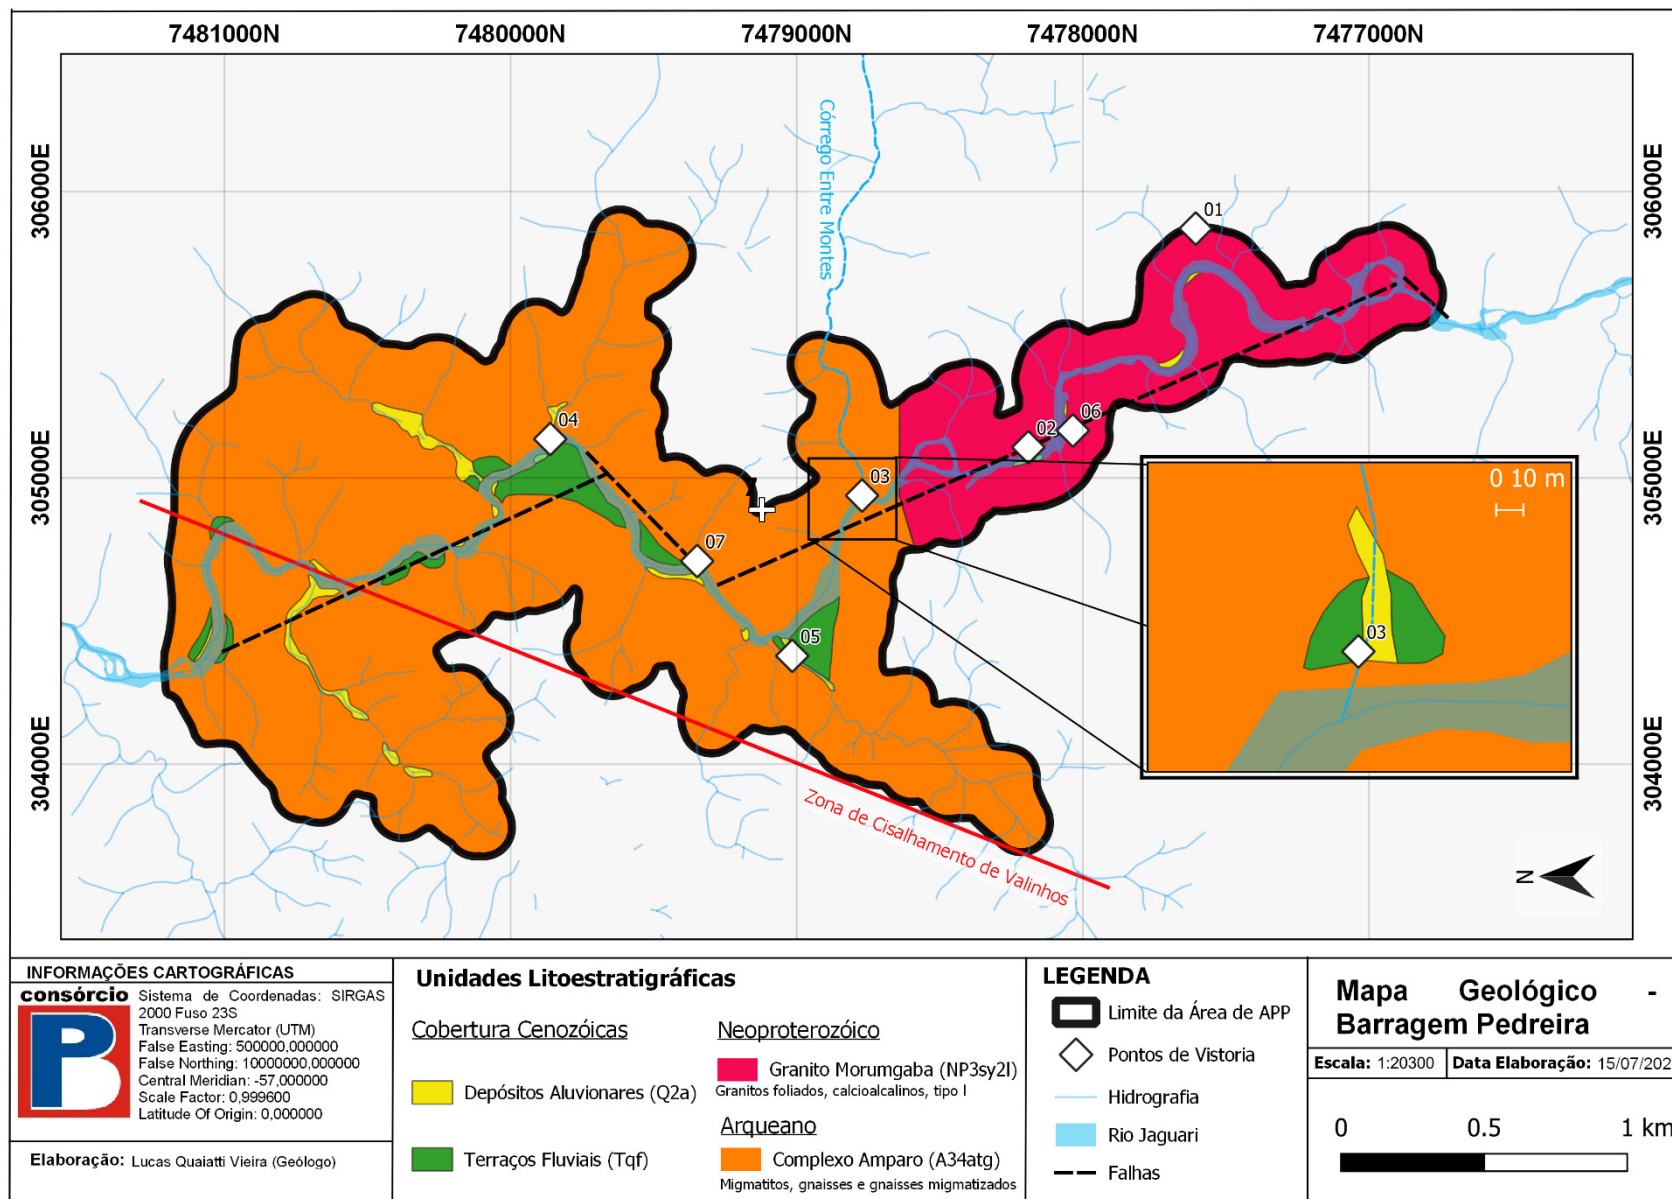 7481000N 7480000N 7479000N 7478000N 7477000N
306000E
306000E
305000E
305000E
304000E
304000E
Córrego Entre Montes
01
02
06
03
04
07
05
0 10 m
03
Zona de Cisalhamento de Valinhos
N
INFORMAÇÕES CARTOGRÁFICAS
consórcio
PB
Sistema de Coordenadas: SIRGAS
2000 Fuso 23S
Transverse Mercator (UTM)
False Easting: 500000,000000
False Northing: 10000000,000000
Central Meridian: -57,000000
Scale Factor: 0,999600
Latitude Of Origin: 0,000000
Elaboração: Lucas Quaiatti Vieira (Geólogo)
Unidades Litoestratigráficas
Cobertura Cenozóicas
Depósitos Aluvionares (Q2a)
Terraços Fluviais (Tqf)
Neoproterozóico
Granito Morumgaba (NP3sy2l)
Granitos foliados, calcioalcalinos, tipo I
Arqueano
Complexo Amparo (A34atg)
Migmatitos, gnaisses e gnaisses migmatizados
LEGENDA
Limite da Área de APP
Pontos de Vistoria
Hidrografia
Rio Jaguari
Falhas
Mapa Geológico -
Barragem Pedreira
Escala: 1:20300 Data Elaboração: 15/07/202
0 0.5 1 km